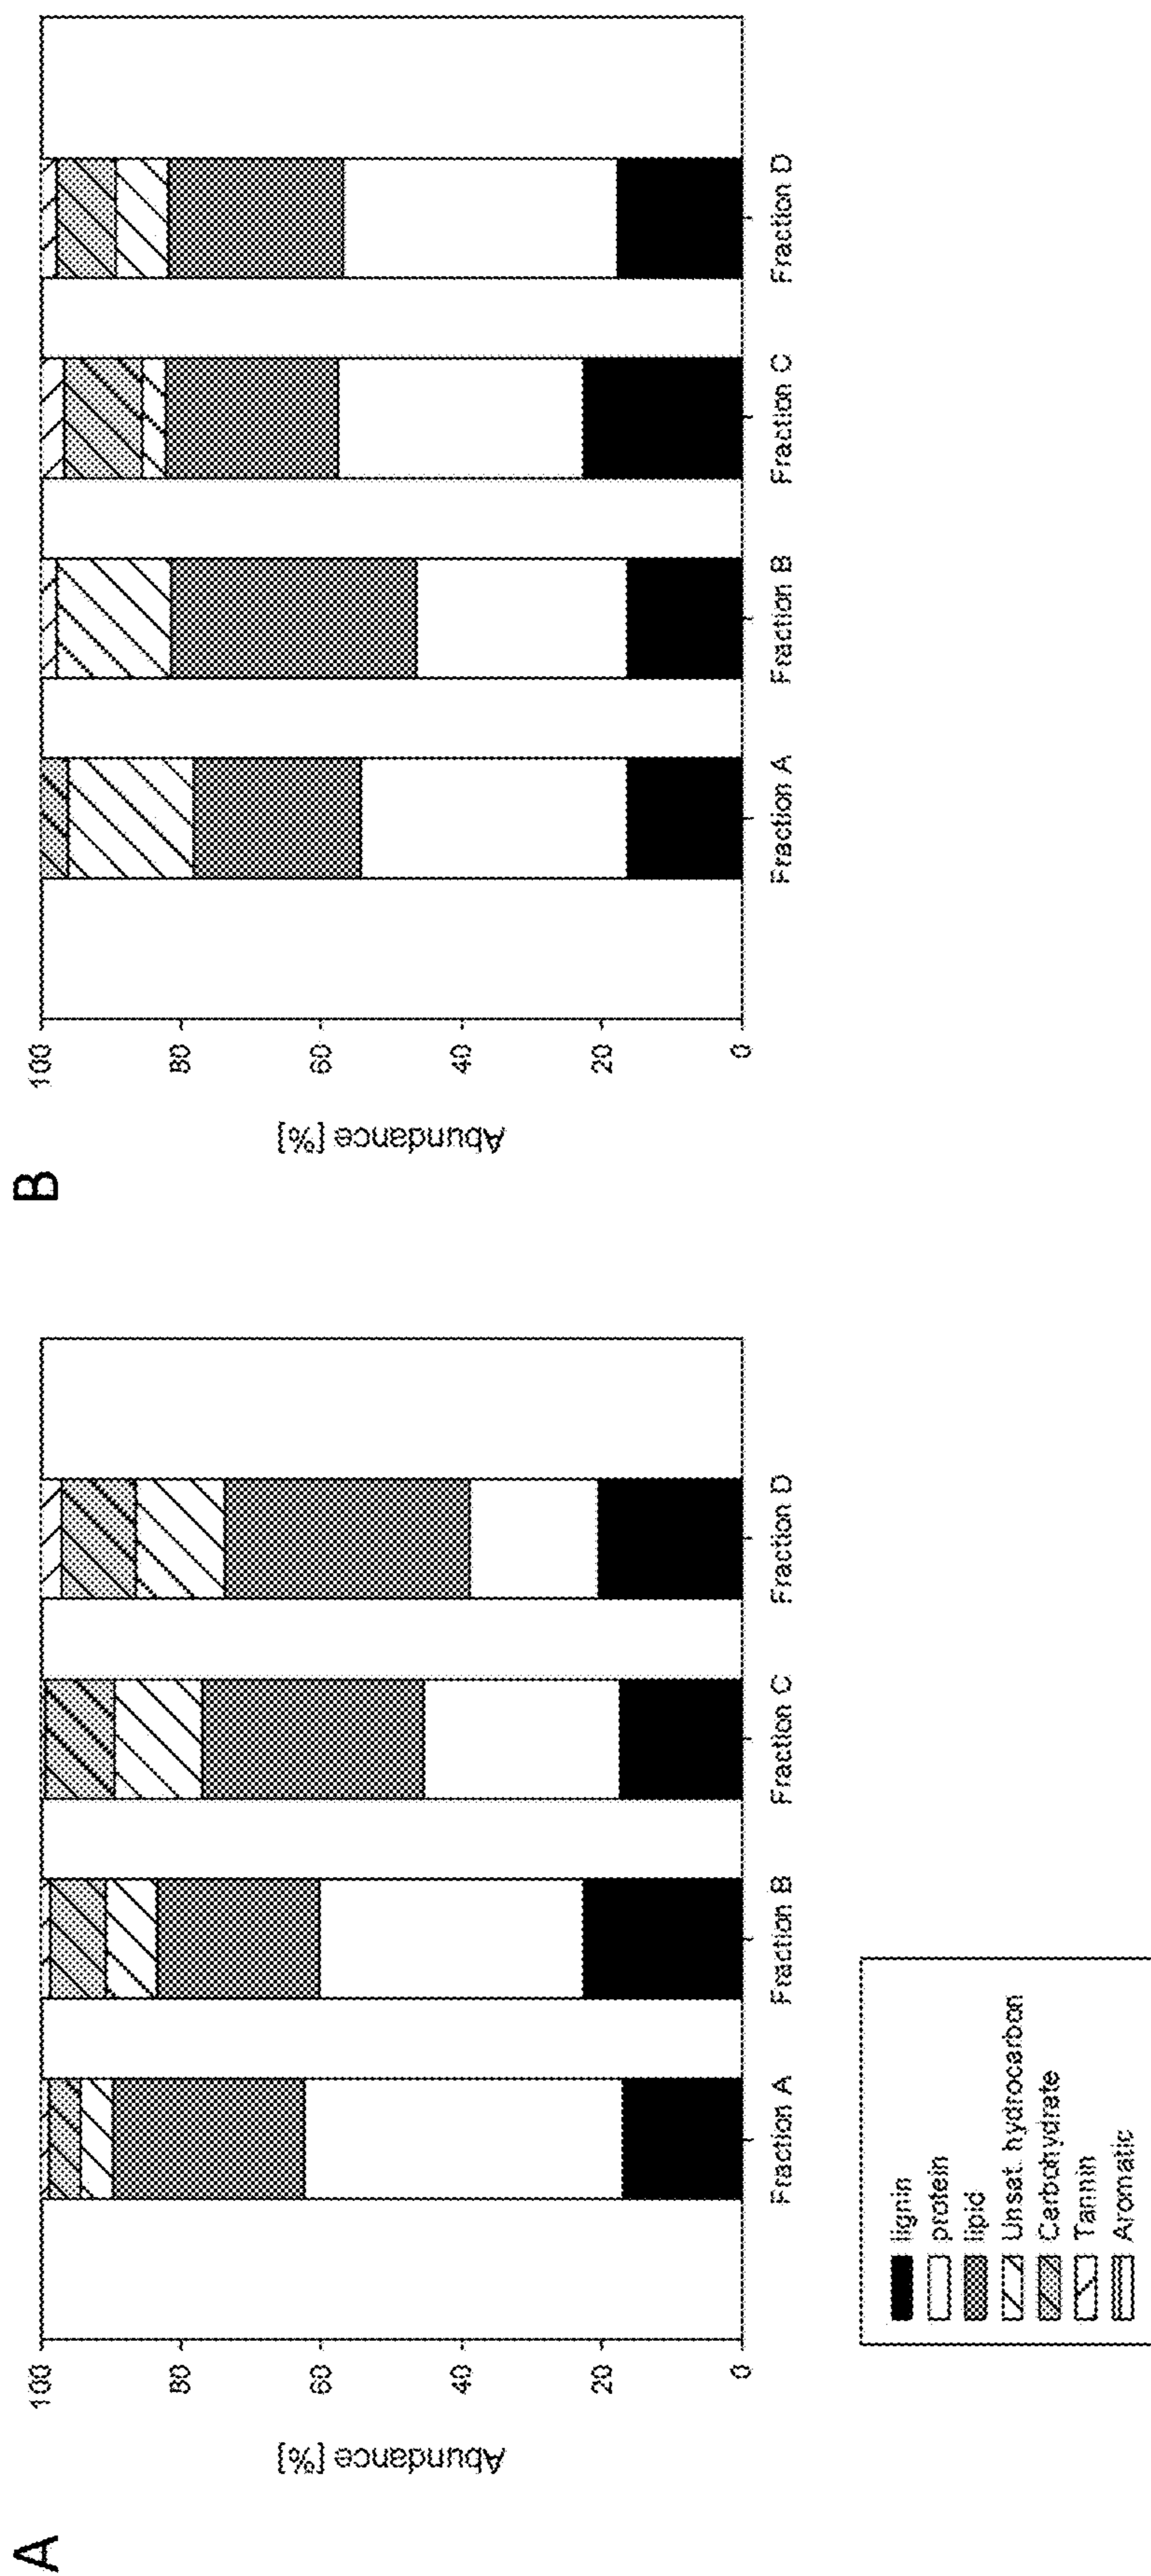 A
Abundance [%]
100
80
60
40
20
0
Fraction A
Fraction B
Fraction C
Fraction D
lignin
protein
lipid
Unsat. hydrocarbon
Carbohydrate
Tannin
Aromatic
B
Abundance [%]
100
80
60
40
20
0
Fraction A
Fraction B
Fraction C
Fraction D